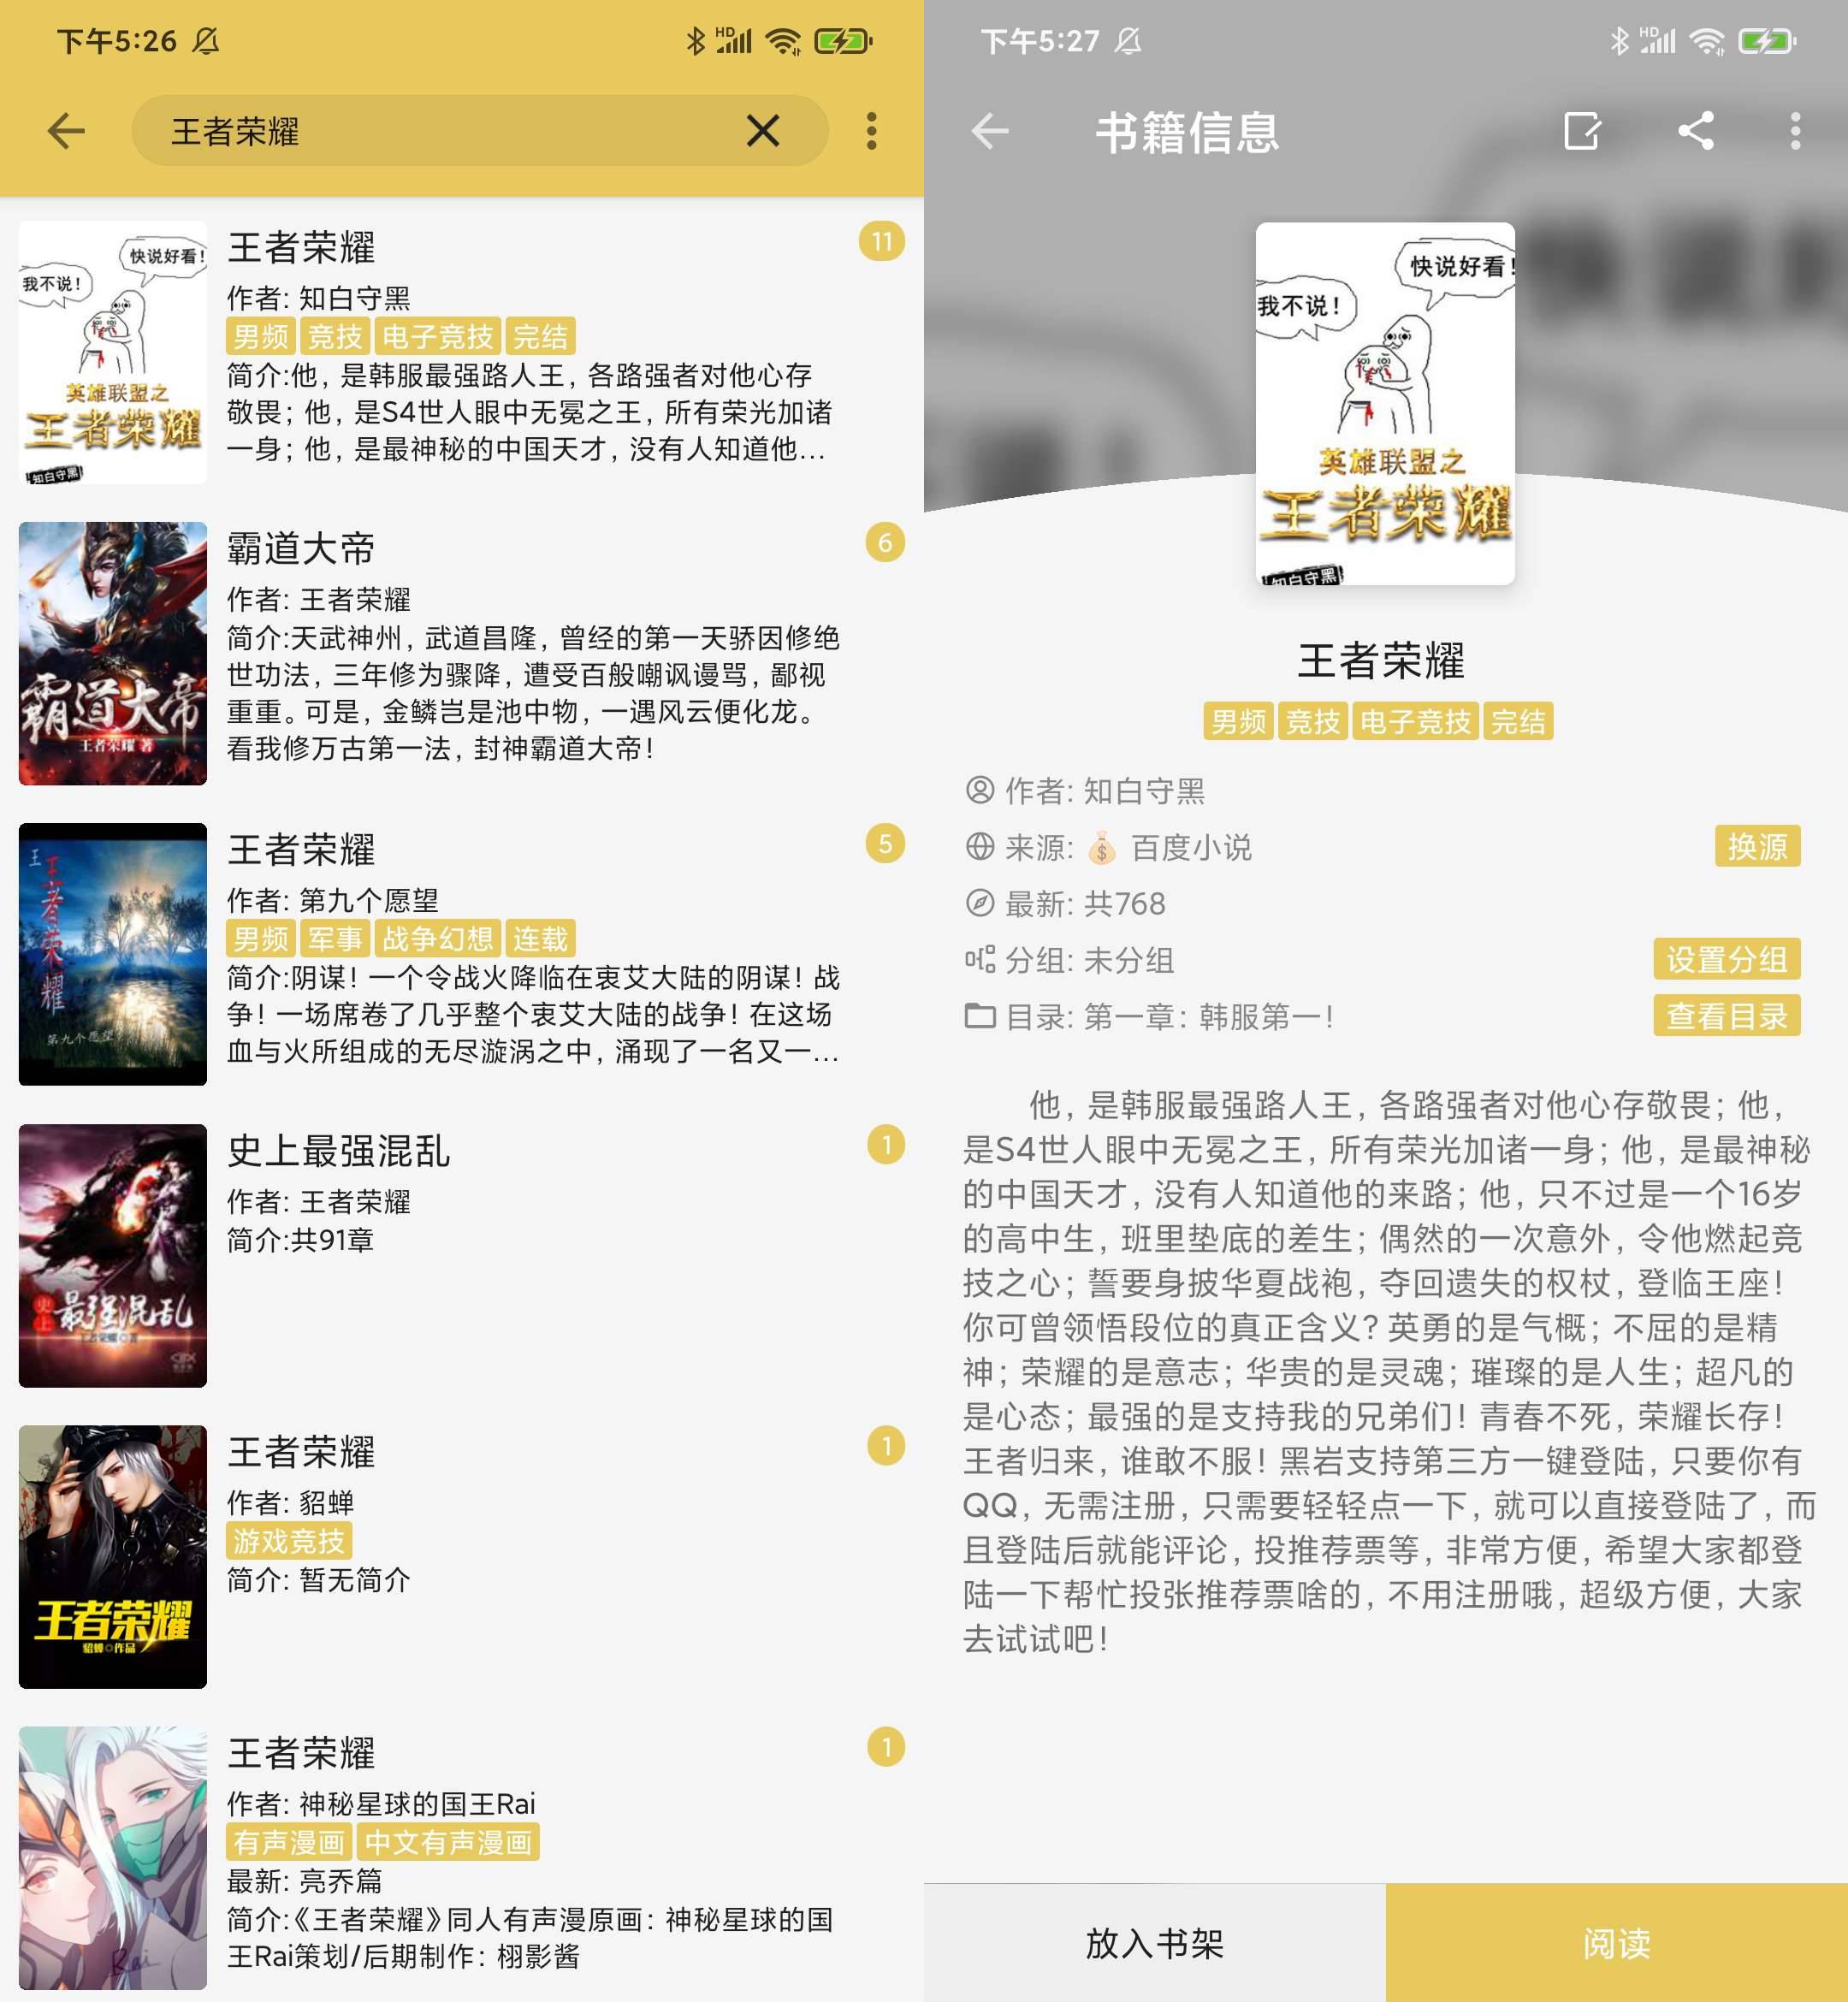 下午5:26
HD
王者荣耀
快说好看!
我不说!
英雄联盟之
王者荣耀
知白守黑
王者荣耀
11
作者: 知白守黑
男频 竞技 电子竞技 完结
简介:他, 是韩服最强路人王, 各路强者对他心存
敬畏; 他, 是S4世人眼中无冕之王, 所有荣光加诸
一身; 他, 是最神秘的中国天才, 没有人知道他...
霸道大帝
王者荣耀 著
霸道大帝
6
作者: 王者荣耀
简介:天武神州, 武道昌隆, 曾经的第一天骄因修绝
世功法, 三年修为骤降, 遭受百般嘲讽谩骂, 鄙视
重重。可是, 金鳞岂是池中物, 一遇风云便化龙。
看我修万古第一法, 封神霸道大帝!
王者荣耀
第九个愿望
王者荣耀
5
作者: 第九个愿望
男频 军事 战争幻想 连载
简介:阴谋! 一个令战火降临在衷艾大陆的阴谋! 战
争! 一场席卷了几乎整个衷艾大陆的战争! 在这场
血与火所组成的无尽漩涡之中, 涌现了一名又一...
史上最强混乱
史上最强混乱
1
作者: 王者荣耀
简介:共91章
王者荣耀
貂蝉◎作品
王者荣耀
1
作者: 貂蝉
游戏竞技
简介: 暂无简介
Rai
王者荣耀
1
作者: 神秘星球的国王Rai
有声漫画 中文有声漫画
最新: 亮乔篇
简介:《王者荣耀》同人有声漫原画: 神秘星球的国
王Rai策划/后期制作: 栩影酱
下午5:27
HD
书籍信息
快说好看!
我不说!
英雄联盟之
王者荣耀
知白守黑
王者荣耀
男频 竞技 电子竞技 完结
作者: 知白守黑
来源: 💰 百度小说
换源
最新: 共768
分组: 未分组
设置分组
目录: 第一章: 韩服第一!
查看目录
他, 是韩服最强路人王, 各路强者对他心存敬畏; 他,
是S4世人眼中无冕之王, 所有荣光加诸一身; 他, 是最神秘
的中国天才, 没有人知道他的来路; 他, 只不过是一个16岁
的高中生, 班里垫底的差生; 偶然的一次意外, 令他燃起竞
技之心; 誓要身披华夏战袍, 夺回遗失的权杖, 登临王座!
你可曾领悟段位的真正含义? 英勇的是气概; 不屈的是精
神; 荣耀的是意志; 华贵的是灵魂; 璀璨的是人生; 超凡的
是心态; 最强的是支持我的兄弟们! 青春不死, 荣耀长存!
王者归来, 谁敢不服! 黑岩支持第三方一键登陆, 只要你有
QQ, 无需注册, 只需要轻轻点一下, 就可以直接登陆了, 而
且登陆后就能评论, 投推荐票等, 非常方便, 希望大家都登
陆一下帮忙投张推荐票啥的, 不用注册哦, 超级方便, 大家
去试试吧!
放入书架
阅读